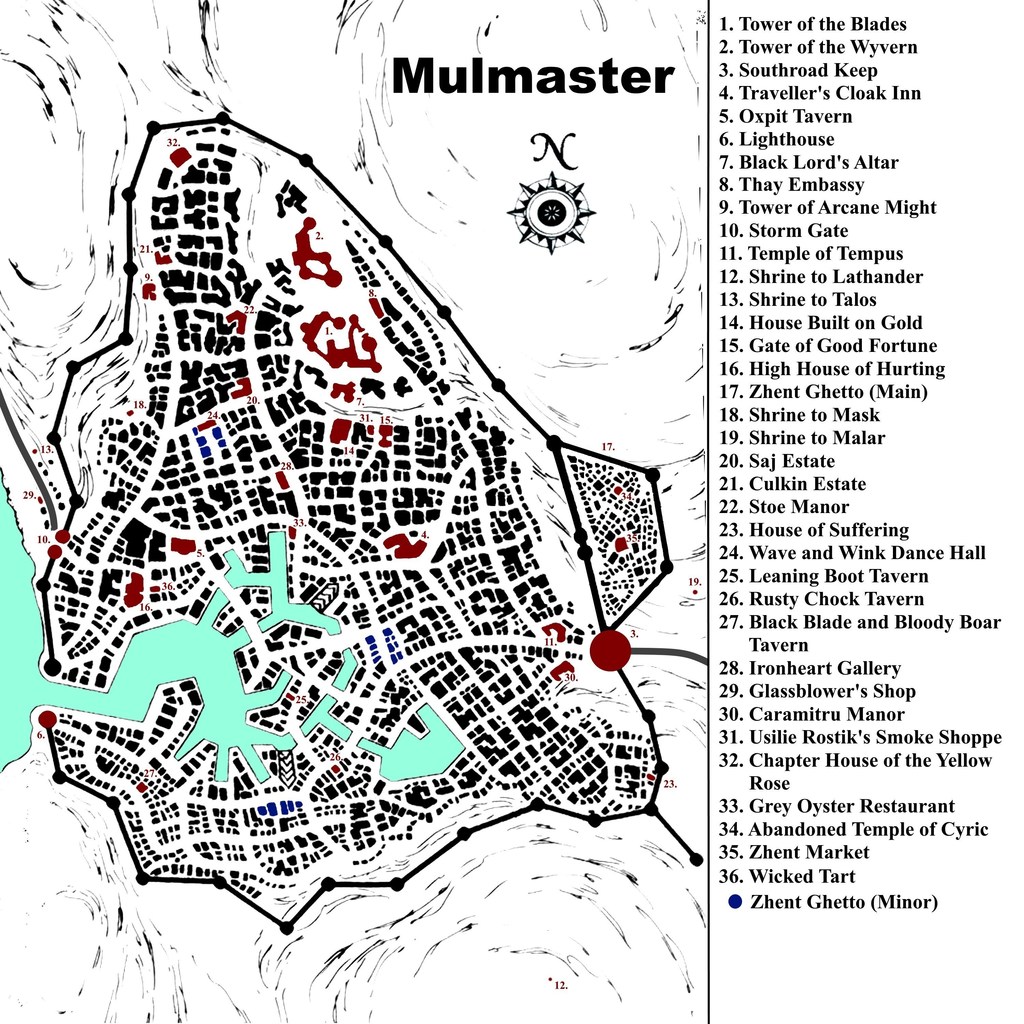 Mulmaster
N
32.
2.
21.
9.
8.
22.
1.
20.
7.
18.
24.
31.
15.
14
13.
17.
28.
34.
29.
33.
10.
5.
4.
35.
36.
16.
19.
3.
11.
30.
25.
6.
26.
27.
23.
12.
1. Tower of the Blades
2. Tower of the Wyvern
3. Southroad Keep
4. Traveller's Cloak Inn
5. Oxpit Tavern
6. Lighthouse
7. Black Lord's Altar
8. Thay Embassy
9. Tower of Arcane Might
10. Storm Gate
11. Temple of Tempus
12. Shrine to Lathander
13. Shrine to Talos
14. House Built on Gold
15. Gate of Good Fortune
16. High House of Hurting
17. Zhent Ghetto (Main)
18. Shrine to Mask
19. Shrine to Malar
20. Saj Estate
21. Culkin Estate
22. Stoe Manor
23. House of Suffering
24. Wave and Wink Dance Hall
25. Leaning Boot Tavern
26. Rusty Chock Tavern
27. Black Blade and Bloody Boar
Tavern
28. Ironheart Gallery
29. Glassblower's Shop
30. Caramitru Manor
31. Usilie Rostik's Smoke Shoppe
32. Chapter House of the Yellow
Rose
33. Grey Oyster Restaurant
34. Abandoned Temple of Cyric
35. Zhent Market
36. Wicked Tart
Zhent Ghetto (Minor)